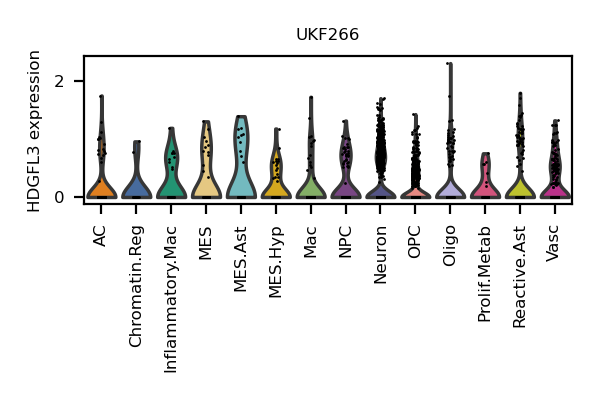 UKF266
HDGFL3 expression
2
0
AC
Chromatin.Reg
Inflammatory.Mac
MES
MES.Ast
MES.Hyp
Mac
NPC
Neuron
OPC
Oligo
Prolif.Metab
Reactive.Ast
Vasc